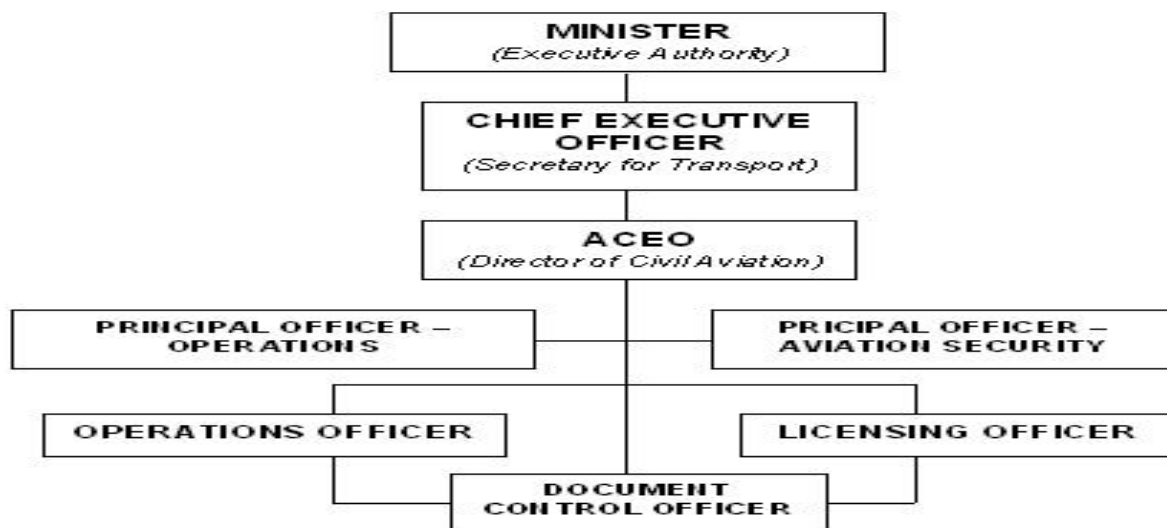 MINISTER
(Executive Authority)
CHIEF EXECUTIVE
OFFICER
(Secretary for Transport)
ACEO
(Director of Civil Aviation)
PRINCIPAL OFFICER –
OPERATIONS
PRICIPAL OFFICER –
AVIATION SECURITY
OPERATIONS OFFICER
LICENSING OFFICER
DOCUMENT
CONTROL OFFICER